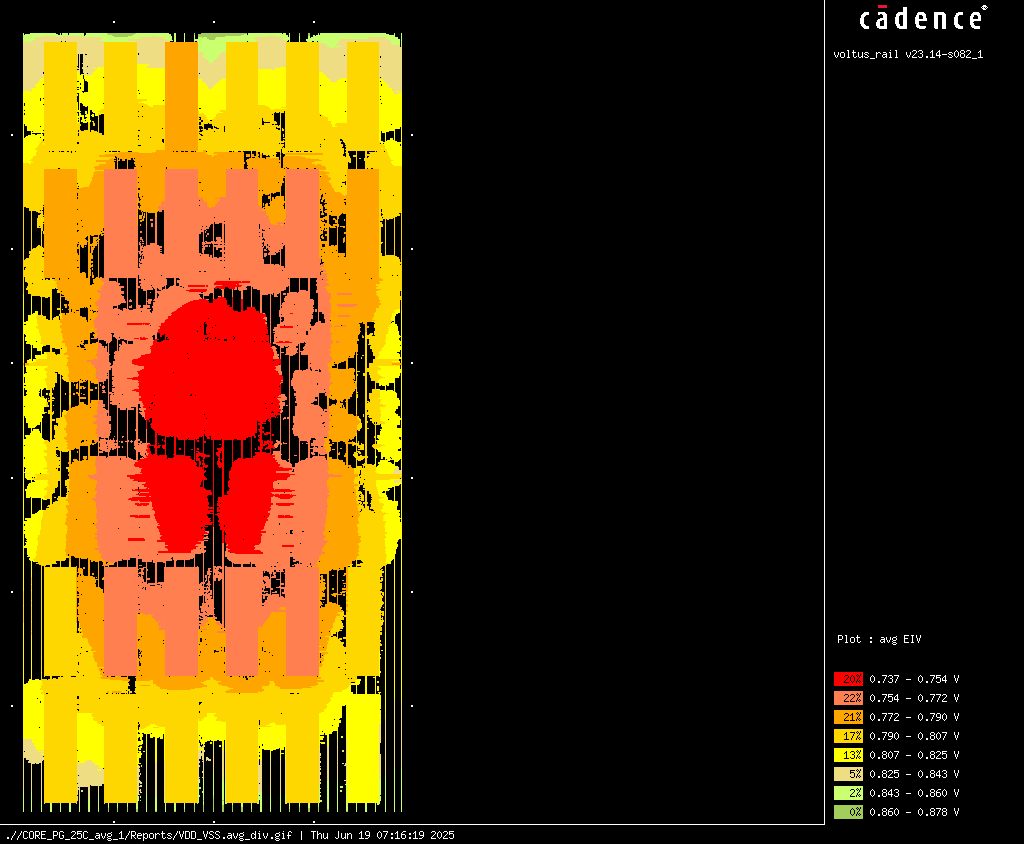 cādence®
voltus_rail v23.14-s082_1
Plot : avg EIV
20% 0.737 - 0.754 V
22% 0.754 - 0.772 V
21% 0.772 - 0.790 V
17% 0.790 - 0.807 V
13% 0.807 - 0.825 V
5% 0.825 - 0.843 V
2% 0.843 - 0.860 V
0% 0.860 - 0.878 V
.//CORE_PG_25C_avg_1/Reports/VDD_VSS.avg_div.gif | Thu Jun 19 07:16:19 2025